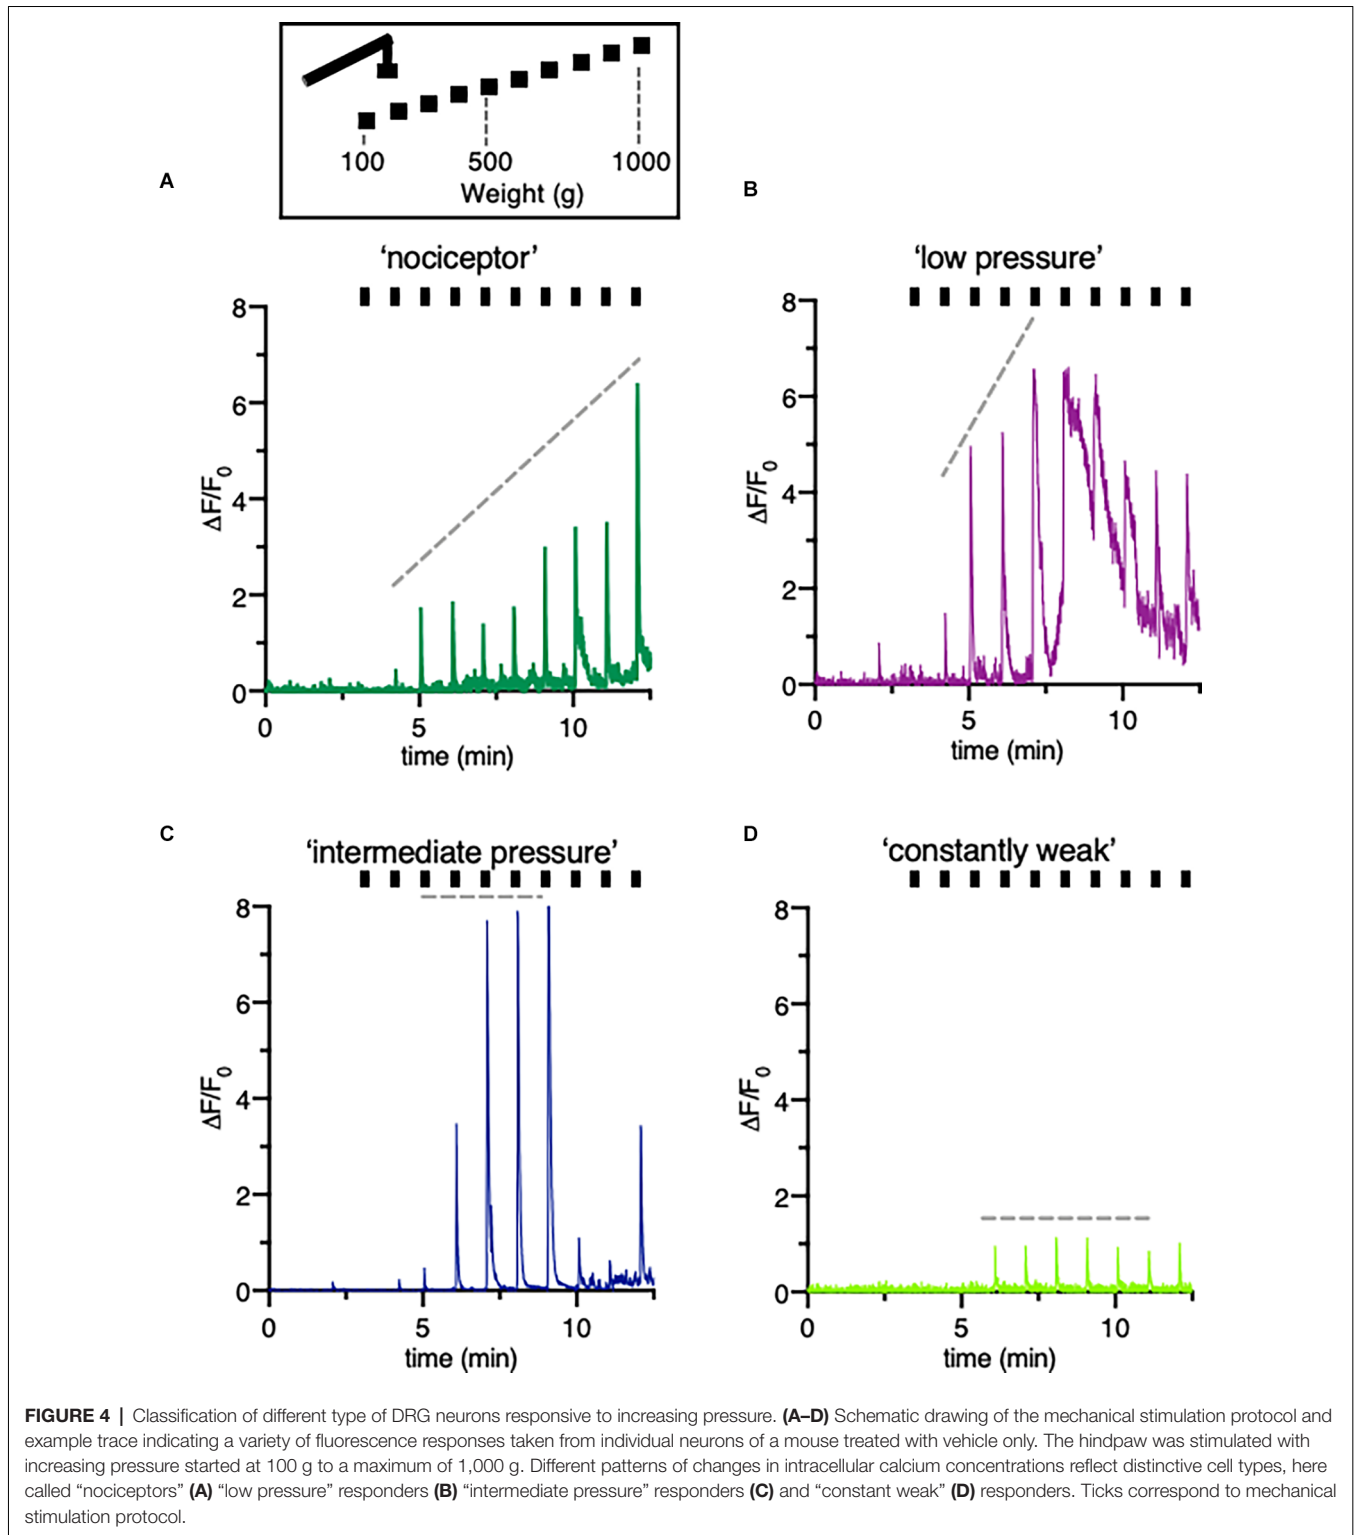 100 500 1000
Weight (g)
A
'nociceptor'
8
6
4
2
0
ΔF/F0
0 5 10
time (min)
B
'low pressure'
8
6
4
2
0
ΔF/F0
0 5 10
time (min)
C
'intermediate pressure'
8
6
4
2
0
ΔF/F0
0 5 10
time (min)
D
'constantly weak'
8
6
4
2
0
ΔF/F0
0 5 10
time (min)
FIGURE 4 | Classification of different type of DRG neurons responsive to increasing pressure. (A–D) Schematic drawing of the mechanical stimulation protocol and
example trace indicating a variety of fluorescence responses taken from individual neurons of a mouse treated with vehicle only. The hindpaw was stimulated with
increasing pressure started at 100 g to a maximum of 1,000 g. Different patterns of changes in intracellular calcium concentrations reflect distinctive cell types, here
called “nociceptors” (A) “low pressure” responders (B) “intermediate pressure” responders (C) and “constant weak” (D) responders. Ticks correspond to mechanical
stimulation protocol.